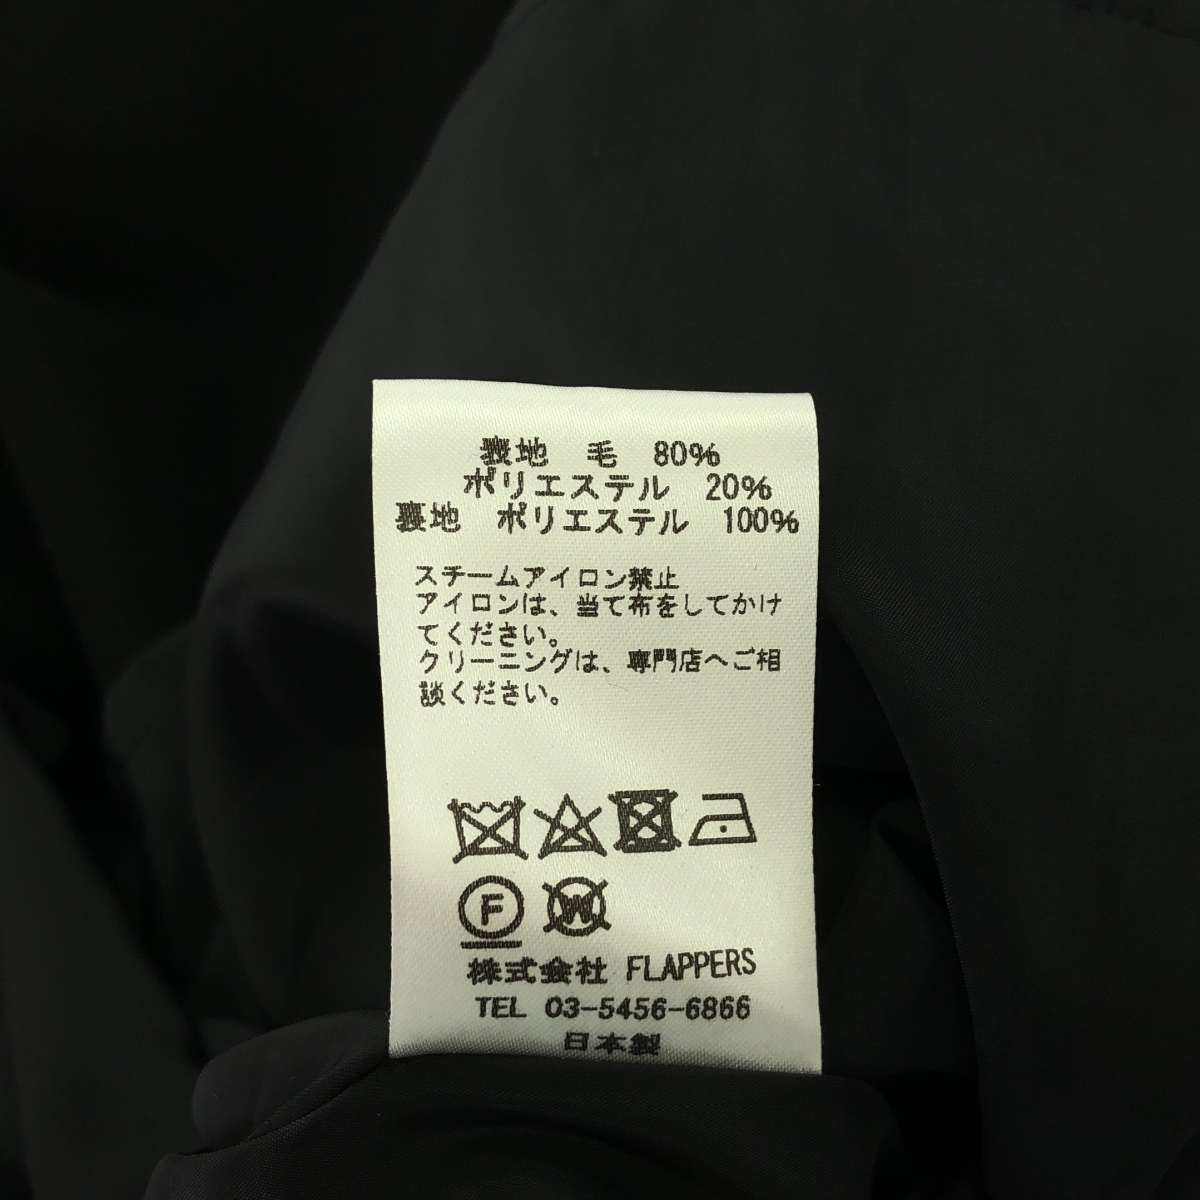 表地 毛 80%
ポリエステル 20%
裏地 ポリエステル 100%
スチームアイロン禁止
アイロンは、当て布をしてかけ
てください。
クリーニングは、専門店へご相
談ください。
F W
株式会社 FLAPPERS
TEL 03-5456-6866
日本製